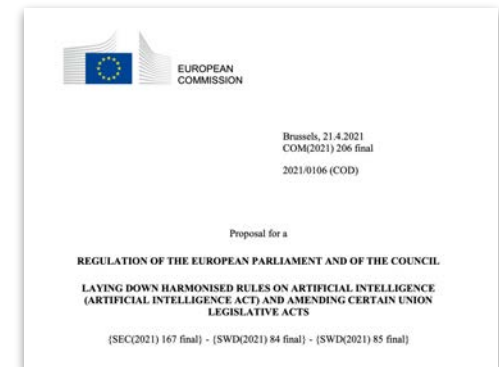 EUROPEAN
COMMISSION
Brussels, 21.4.2021
COM(2021) 206 final
2021/0106 (COD)
Proposal for a
REGULATION OF THE EUROPEAN PARLIAMENT AND OF THE COUNCIL
LAYING DOWN HARMONISED RULES ON ARTIFICIAL INTELLIGENCE
(ARTIFICIAL INTELLIGENCE ACT) AND AMENDING CERTAIN UNION
LEGISLATIVE ACTS
{SEC(2021) 167 final} - {SWD(2021) 84 final} - {SWD(2021) 85 final}